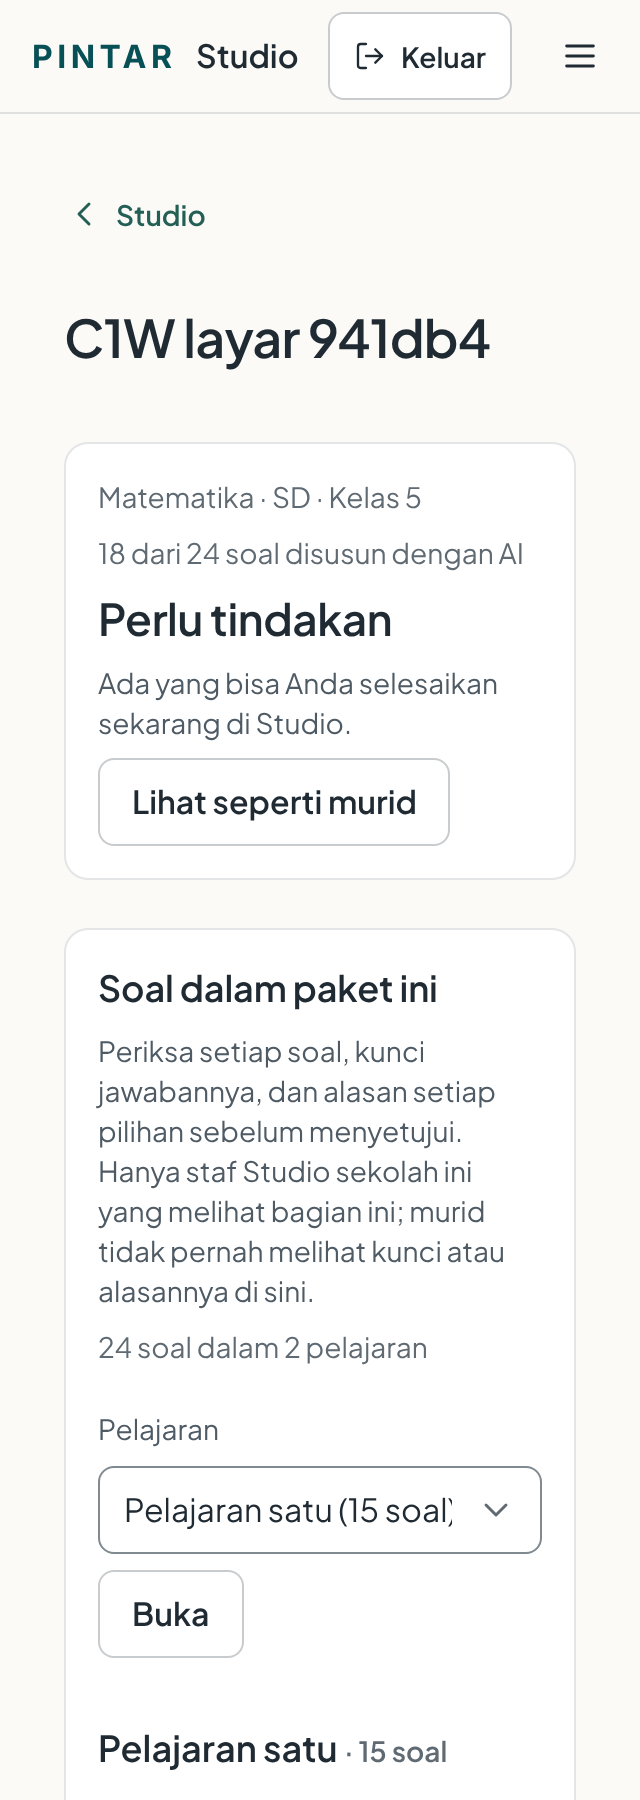 PINTAR Studio Keluar
Studio
C1W layar 941db4
Matematika · SD · Kelas 5
18 dari 24 soal disusun dengan AI
Perlu tindakan
Ada yang bisa Anda selesaikan
sekarang di Studio.
Lihat seperti murid
Soal dalam paket ini
Periksa setiap soal, kunci
jawabannya, dan alasan setiap
pilihan sebelum menyetujui.
Hanya staf Studio sekolah ini
yang melihat bagian ini; murid
tidak pernah melihat kunci atau
alasannya di sini.
24 soal dalam 2 pelajaran
Pelajaran
Pelajaran satu (15 soal)
Buka
Pelajaran satu · 15 soal